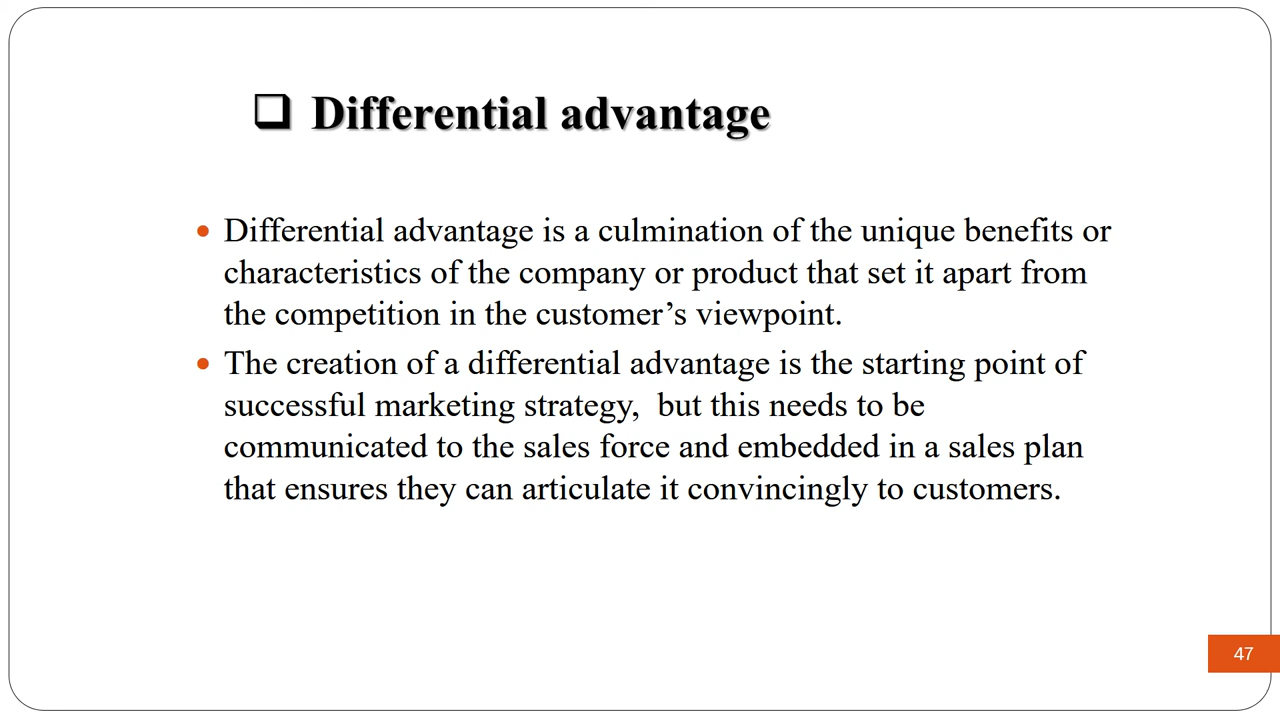 ❑ Differential advantage
• Differential advantage is a culmination of the unique benefits or
characteristics of the company or product that set it apart from
the competition in the customer’s viewpoint.
• The creation of a differential advantage is the starting point of
successful marketing strategy,  but this needs to be
communicated to the sales force and embedded in a sales plan
that ensures they can articulate it convincingly to customers.
47